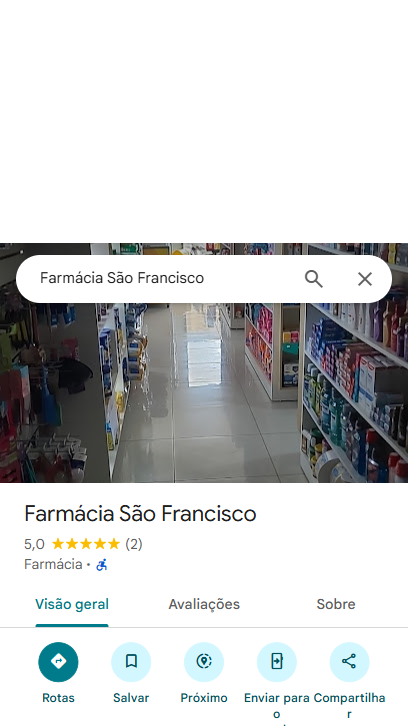 Farmácia São Francisco
Farmácia São Francisco
5,0 (2)
Farmácia ·
Visão geral Avaliações Sobre
Rotas Salvar Próximo Enviar para o Compartilhar